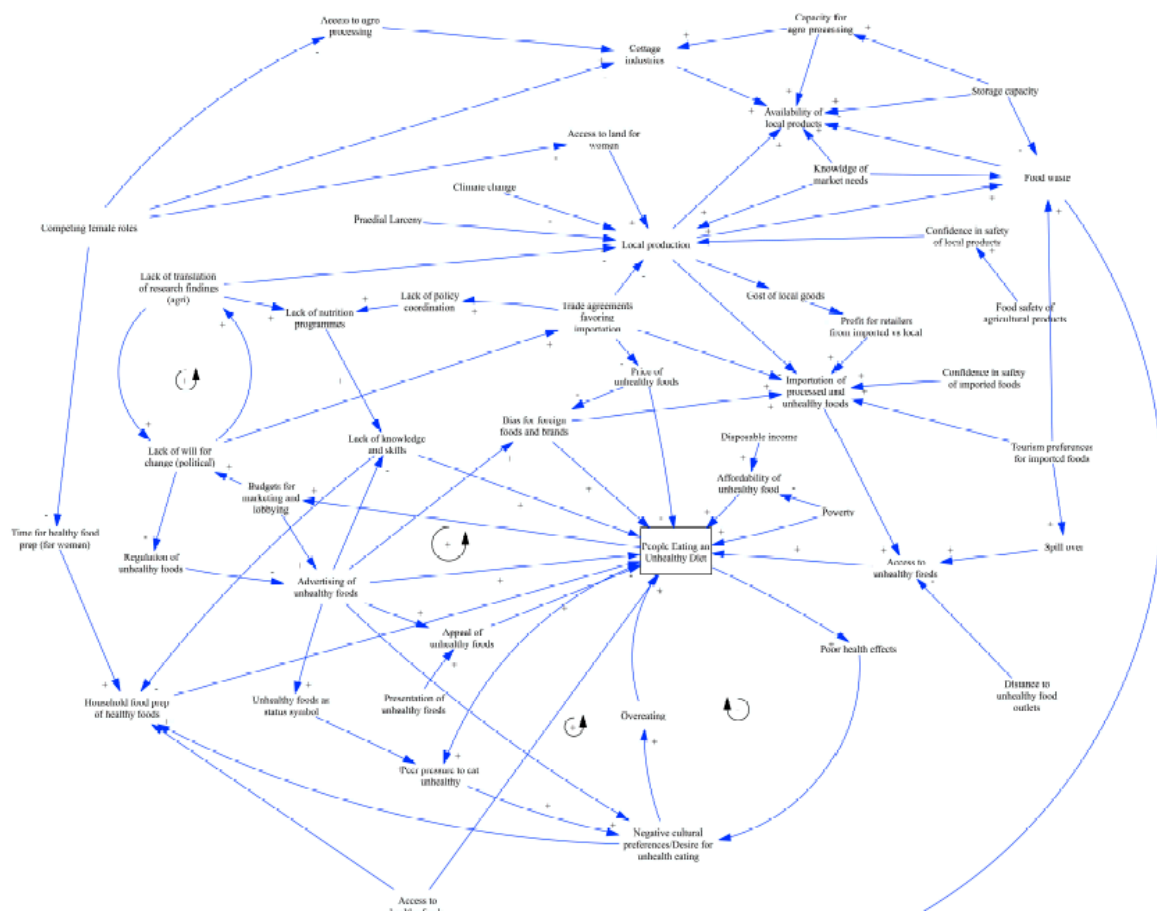 Access to agro
processing
Capacity for
agro processing
Cottage
industries
Storage capacity
Availability of
local products
Access to land for
women
Knowledge of
market needs
Food waste
Climate change
Praedial Larceny
Competing female roles
Local production
Confidence in safety
of local products
Lack of translation
of research findings
(agri)
Lack of nutrition
programmes
Lack of policy
coordination
Trade agreements
favoring
importation
Cost of local goods
Food safety of
agricultural products
Profit for retailers
from imported vs local
Price of
unhealthy foods
Importation of
processed and
unhealthy foods
Confidence in safety
of imported foods
Bias for foreign
foods and brands
Lack of will for
change (political)
Lack of knowledge
and skills
Disposable income
Tourism preferences
for imported foods
Affordability of
unhealthy food
Budgets for
marketing and
lobbying
Poverty
Time for healthy food
prep (for women)
Regulation of
unhealthy foods
People Eating an
Unhealthy Diet
Spill over
Access to
unhealthy foods
Advertising of
unhealthy foods
Appeal of
unhealthy foods
Poor health effects
Household food prep
of healthy foods
Unhealthy foods as
status symbol
Presentation of
unhealthy foods
Distance to
unhealthy food
outlets
Overeating
Peer pressure to eat
unhealthy
Negative cultural
preferences/Desire for
unhealth eating
Access to